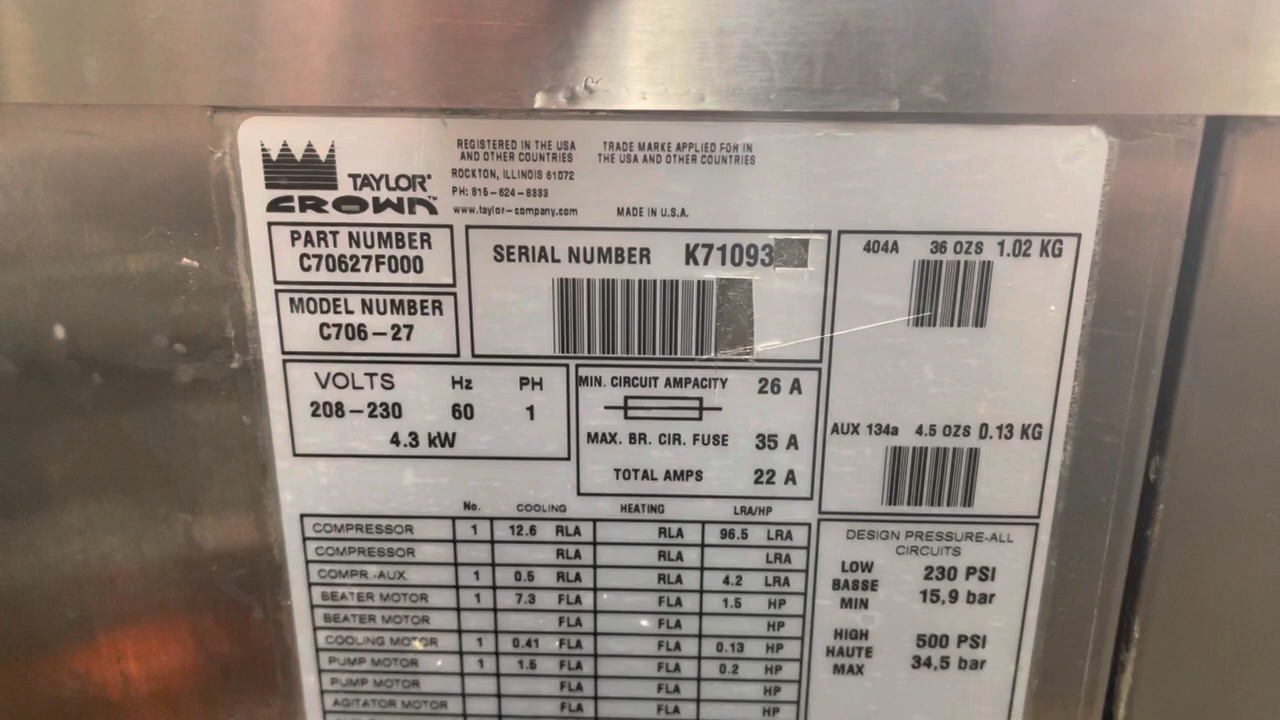 TAYLOR
CROWN™
REGISTERED IN THE USA
AND OTHER COUNTRIES
TRADE MARKE APPLIED FOR IN
THE USA AND OTHER COUNTRIES
ROCKTON, ILLINOIS 61072
PH: 815-624-8333
www.taylor-company.com MADE IN U.S.A.
PART NUMBER
C70627F000
MODEL NUMBER
C706-27
SERIAL NUMBER K71093
404A 36 OZS 1.02 KG
AUX 134a 4.5 OZS 0.13 KG
VOLTS Hz PH
208-230 60 1
4.3 kW
MIN. CIRCUIT AMPACITY 26 A
MAX. BR. CIR. FUSE 35 A
TOTAL AMPS 22 A
No. COOLING HEATING LRA/HP
COMPRESSOR 1 12.6 RLA RLA 96.5 LRA
COMPRESSOR RLA RLA LRA
COMPR.-AUX 1 0.5 RLA RLA 4.2 LRA
BEATER MOTOR 1 7.3 FLA FLA 1.5 HP
BEATER MOTOR FLA FLA HP
COOLING MOTOR 1 0.41 FLA FLA 0.13 HP
PUMP MOTOR 1 1.5 FLA FLA 0.2 HP
PUMP MOTOR FLA FLA HP
AGITATOR MOTOR FLA FLA HP
DESIGN PRESSURE-ALL
CIRCUITS
LOW
BASSE
MIN
230 PSI
15,9 bar
HIGH
HAUTE
MAX
500 PSI
34,5 bar